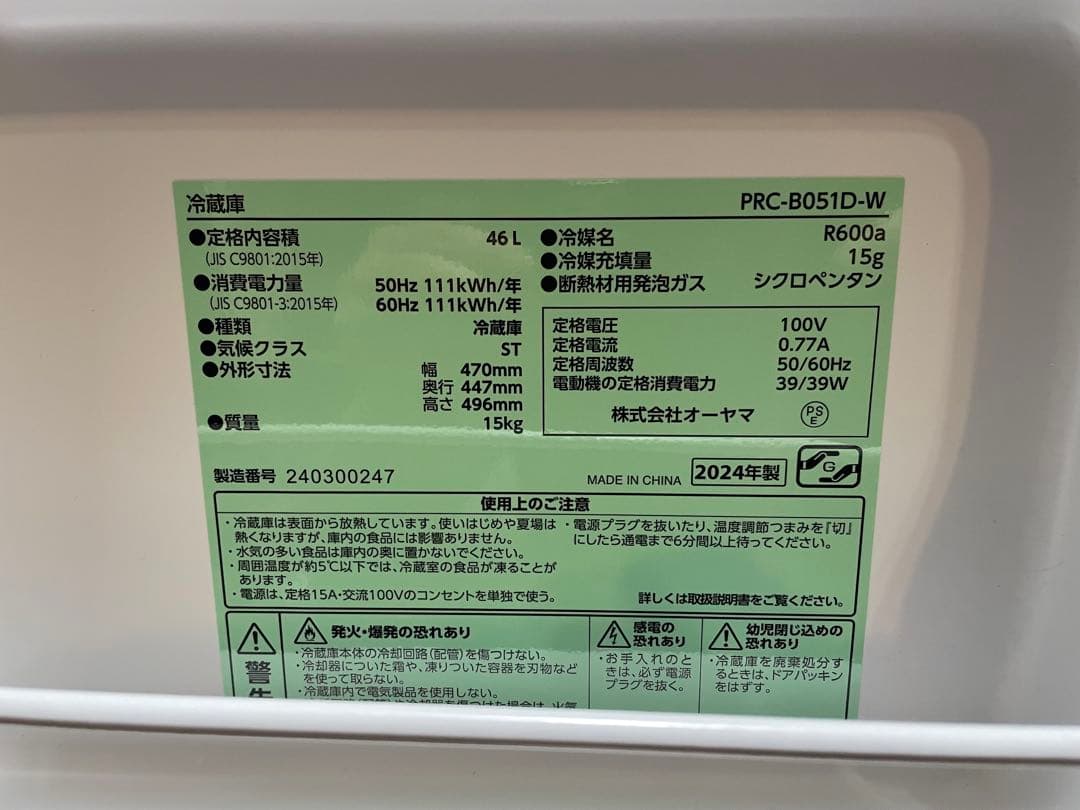 冷蔵庫 PRC-B051D-W
●定格内容積 46L
(JIS C9801:2015年)
●消費電力量 50Hz 111kWh/年
(JIS C9801-3:2015年) 60Hz 111kWh/年
●種類 冷蔵庫
●気候クラス ST
●外形寸法 幅 470mm
奥行 447mm
高さ 496mm
●質量 15kg
●冷媒名 R600a
●冷媒充填量 15g
●断熱材用発泡ガス シクロペンタン
定格電圧 100V
定格電流 0.77A
定格周波数 50/60Hz
電動機の定格消費電力 39/39W
株式会社オーヤマ PSE
製造番号 240300247 MADE IN CHINA 2024年製 G
使用上のご注意
・冷蔵庫は表面から放熱しています。使いはじめや夏場は
熱くなりますが、庫内の食品には影響ありません。
・水気の多い食品は庫内の奥に置かないでください。
・周囲温度が約5℃以下では、冷蔵室の食品が凍ることが
あります。
・電源は、定格15A・交流100Vのコンセントを単独で使う。
・電源プラグを抜いたり、温度調節つまみを『切』
にしたら通電まで6分間以上待ってください。
詳しくは取扱説明書をご覧ください。
警告
発火・爆発の恐れあり
・冷蔵庫本体の冷却回路(配管)を傷つけない。
・冷却器についた霜や、凍りついた容器を刃物など
を使って取らない。
・冷蔵庫内で電気製品を使用しない。
感電の
恐れあり
・お手入れのと
きは、必ず電源
プラグを抜く。
幼児閉じ込めの
恐れあり
・冷蔵庫を廃棄処分す
るときは、ドアパッキン
をはずす。